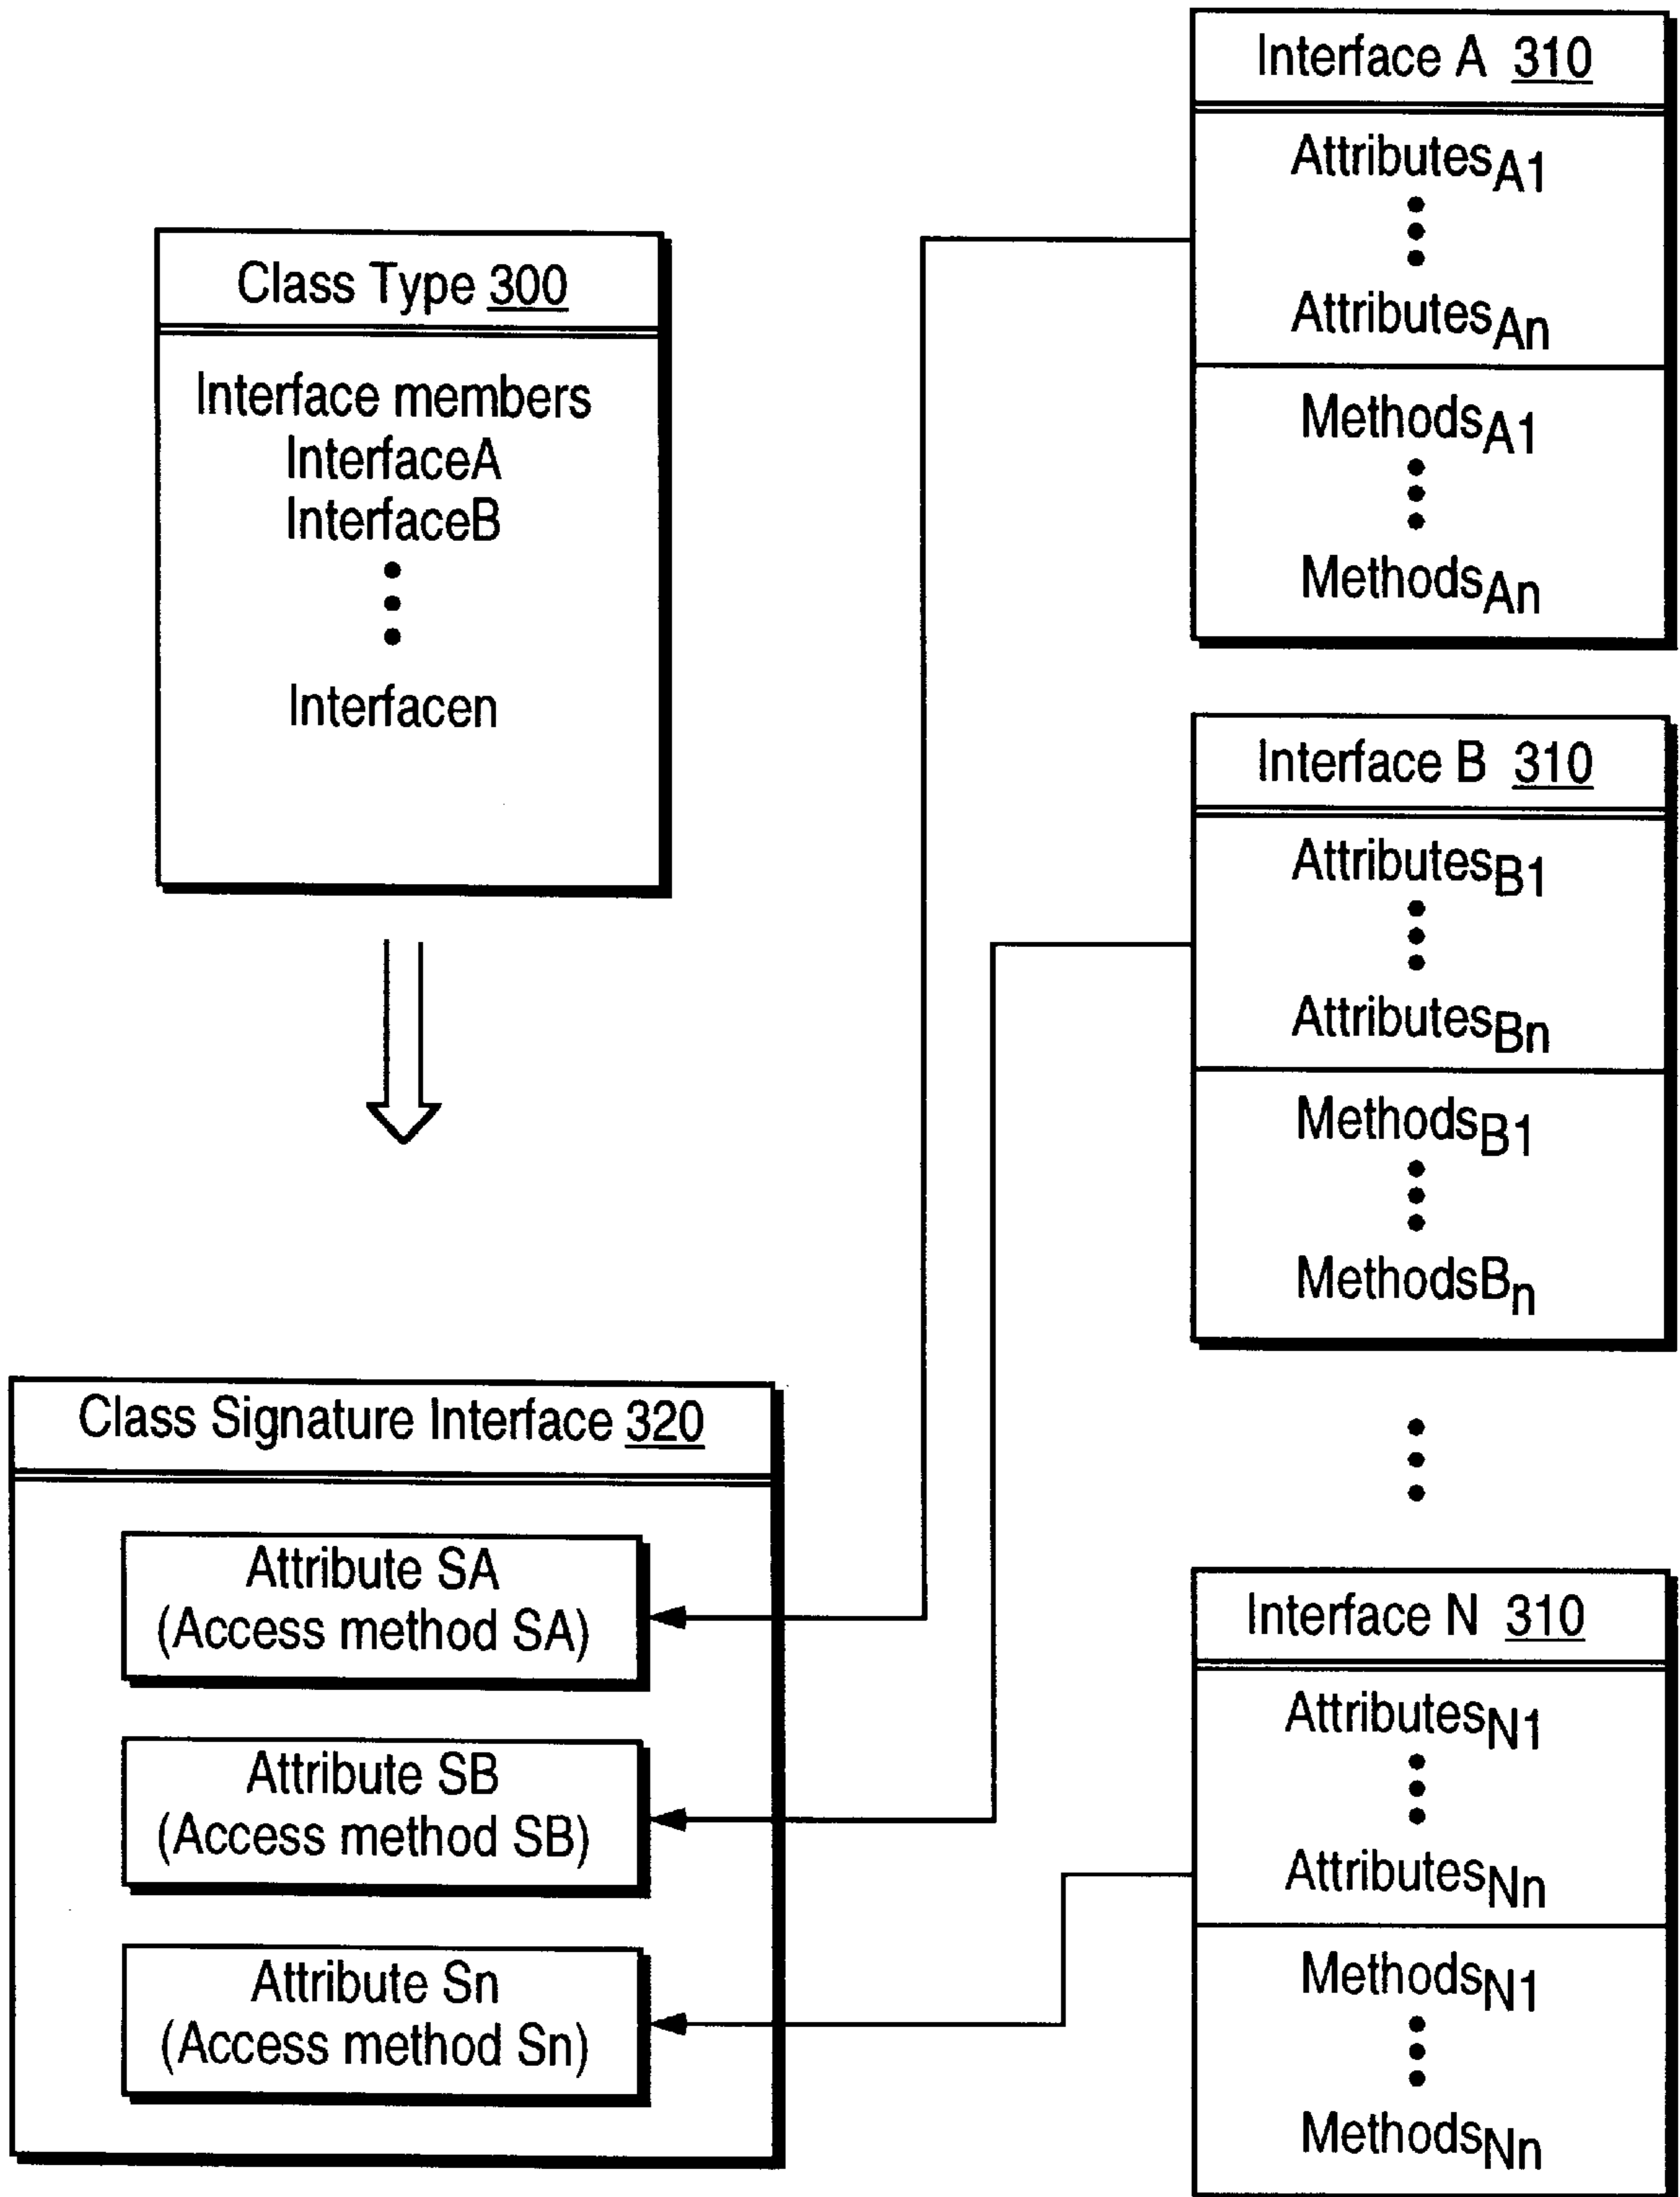 Class Type 300
Interface members
InterfaceA
InterfaceB
Interfacen
Class Signature Interface 320
Attribute SA
(Access method SA)
Attribute SB
(Access method SB)
Attribute Sn
(Access method Sn)
Interface A 310
AttributesA1
AttributesAn
MethodsA1
MethodsAn
Interface B 310
AttributesB1
AttributesBn
MethodsB1
MethodsBn
Interface N 310
AttributesN1
AttributesNn
MethodsN1
MethodsNn